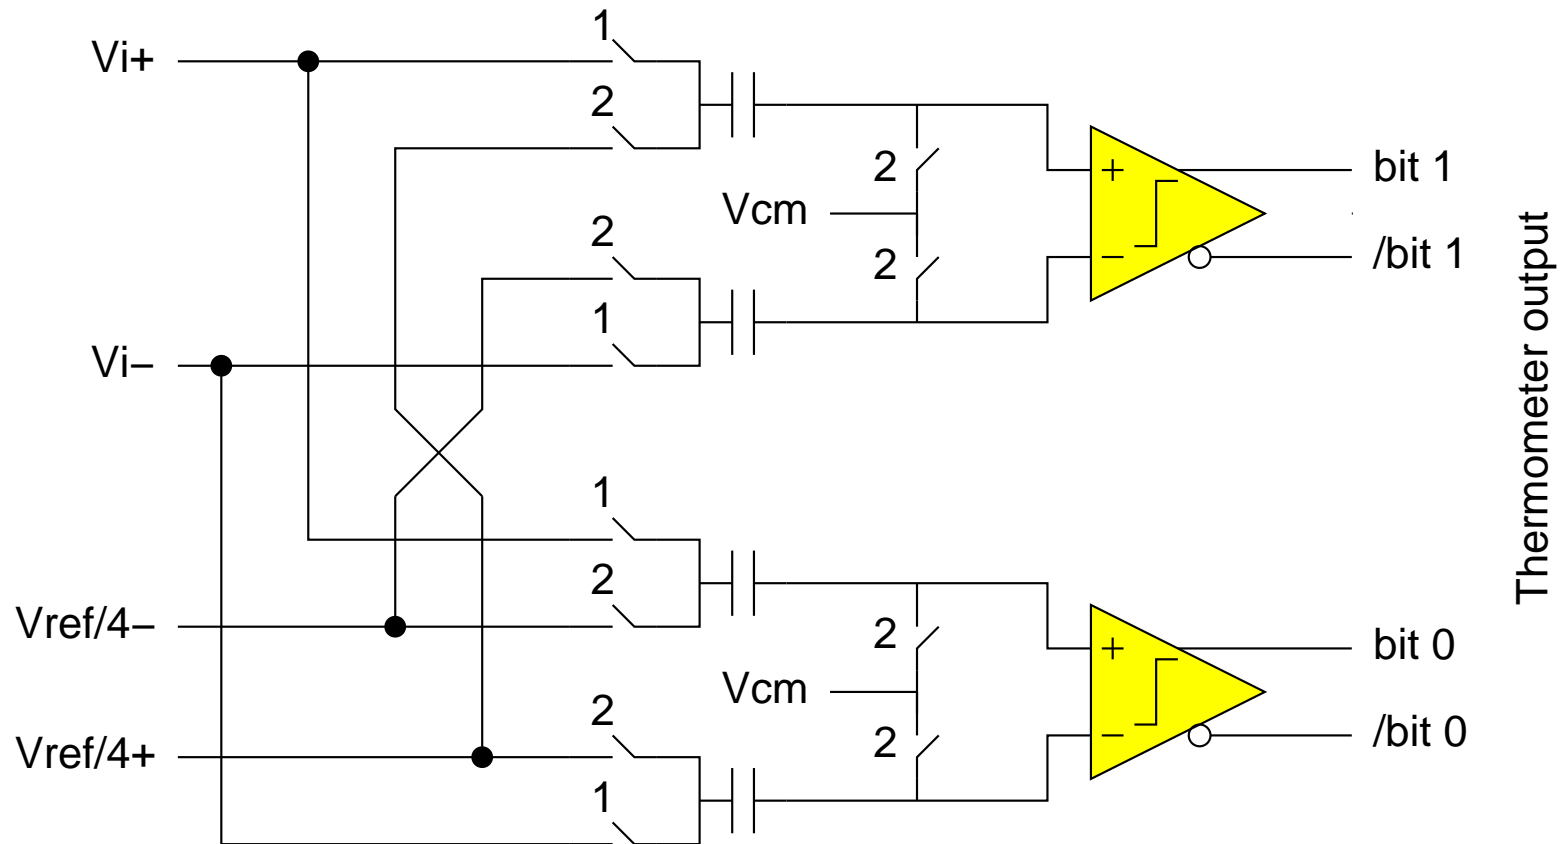 1
Vi+
2
+
bit 1
2
Vcm
2
2
–
/bit 1
1
Vi–
Thermometer output
1
2
Vref/4–
2
+
bit 0
Vcm
2
Vref/4+
2
–
/bit 0
1